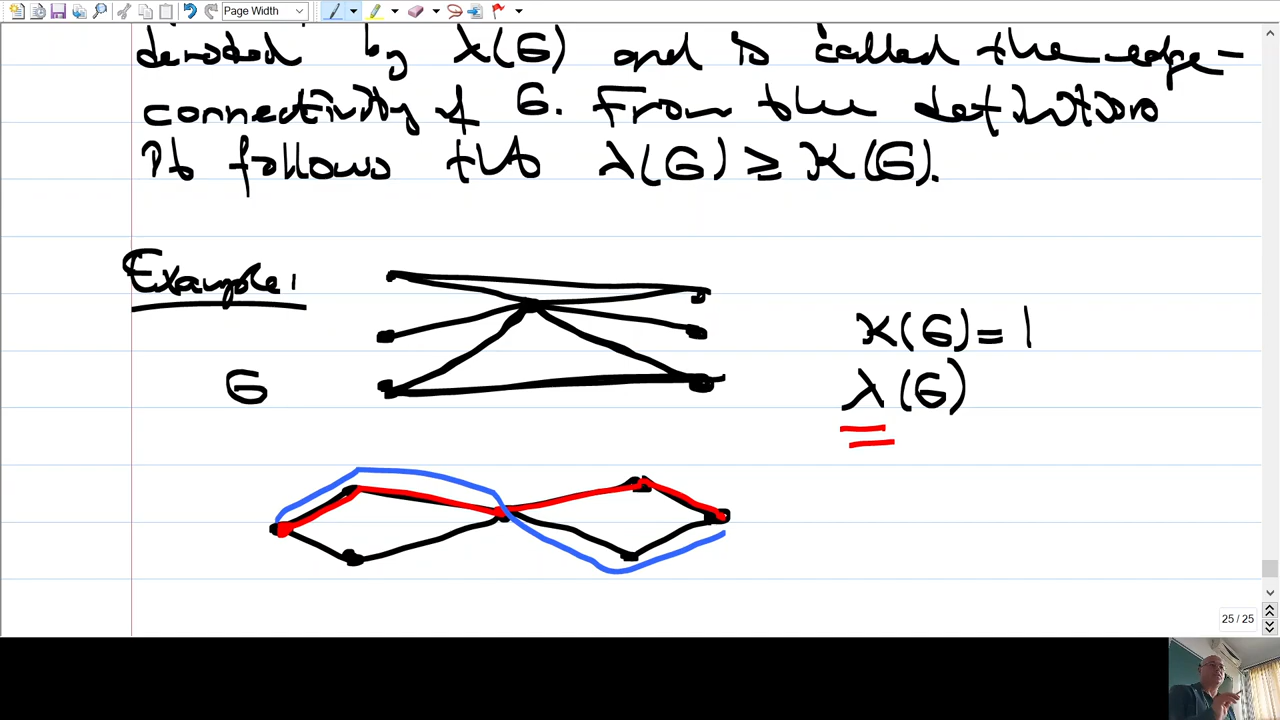 Page Width
denoted by λ(G) and is called the edge-
connectivity of G. From the definition
it follows that λ(G) ≥ κ(G).
Example:
κ(G) = 1
G
λ(G)
25 / 25